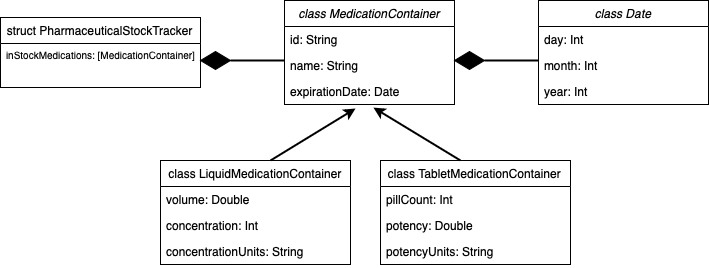 struct PharmaceuticalStockTracker
inStockMedications: [MedicationContainer]
class MedicationContainer
id: String
name: String
expirationDate: Date
class Date
day: Int
month: Int
year: Int
class LiquidMedicationContainer
volume: Double
concentration: Int
concentrationUnits: String
class TabletMedicationContainer
pillCount: Int
potency: Double
potencyUnits: String